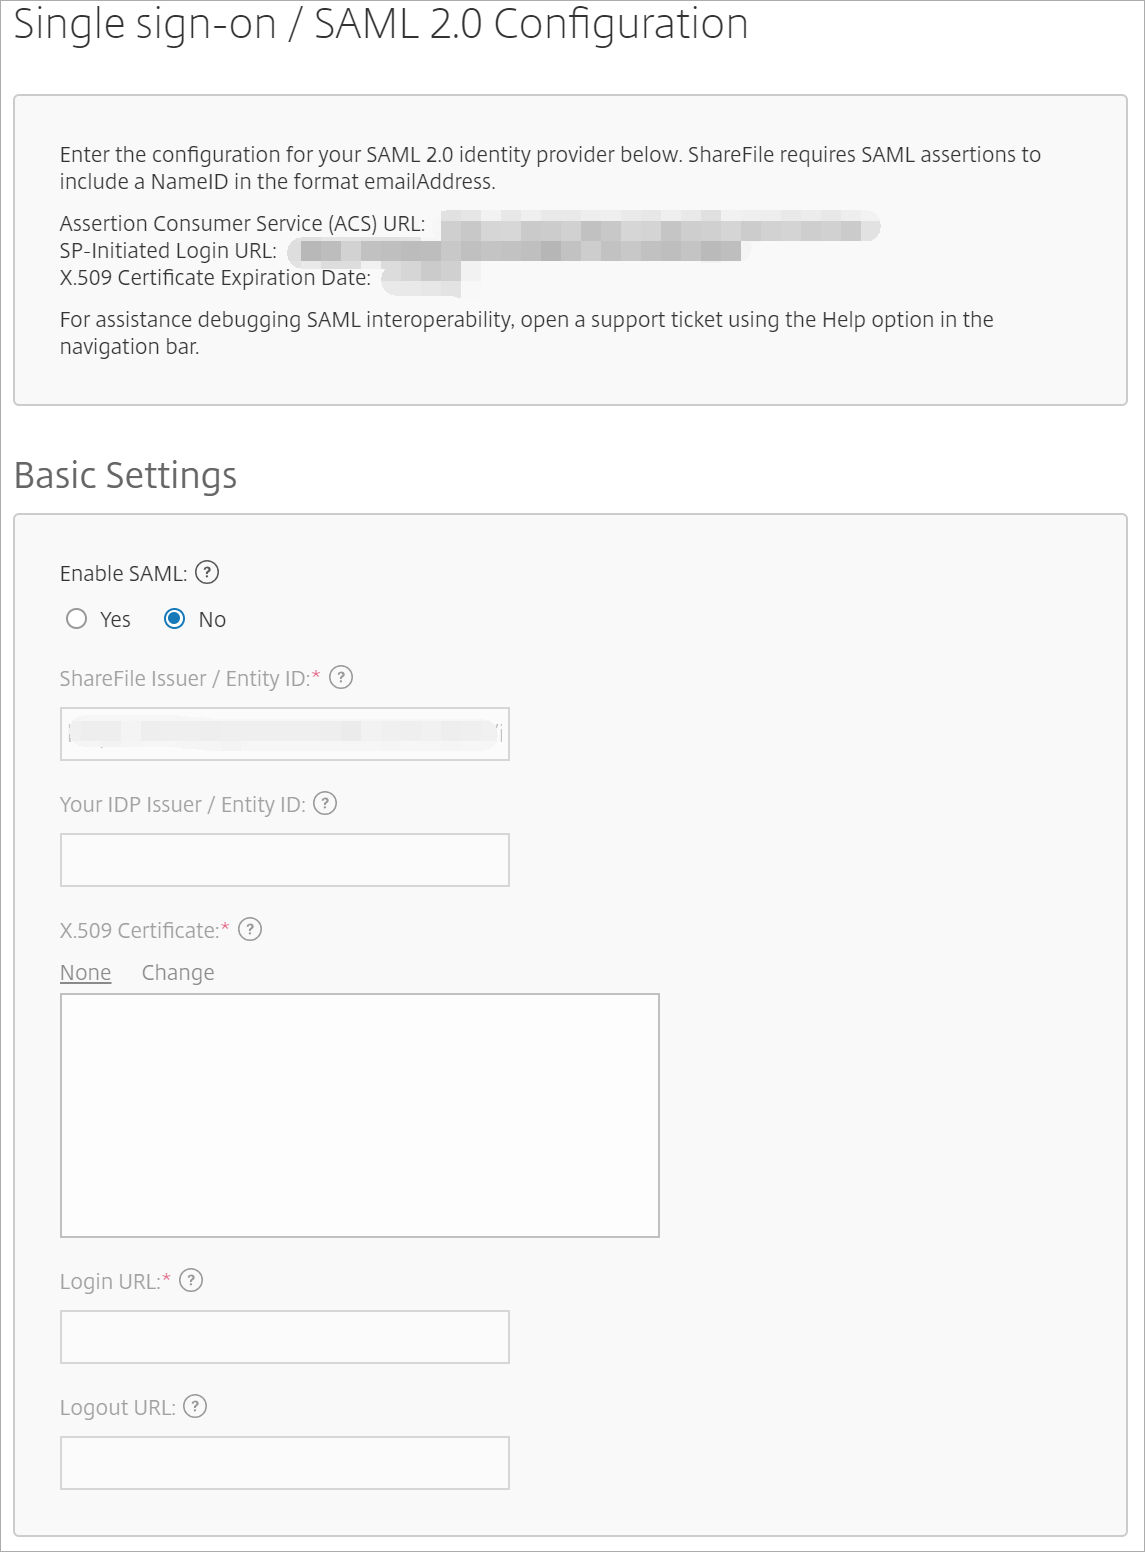 Single sign-on / SAML 2.0 Configuration
Enter the configuration for your SAML 2.0 identity provider below. ShareFile requires SAML assertions to
include a NameID in the format emailAddress.
Assertion Consumer Service (ACS) URL:
SP-Initiated Login URL:
X.509 Certificate Expiration Date:
For assistance debugging SAML interoperability, open a support ticket using the Help option in the
navigation bar.
Basic Settings
Enable SAML: ?
Yes No
ShareFile Issuer / Entity ID:* ?
Your IDP Issuer / Entity ID: ?
X.509 Certificate:* ?
None Change
Login URL:* ?
Logout URL: ?